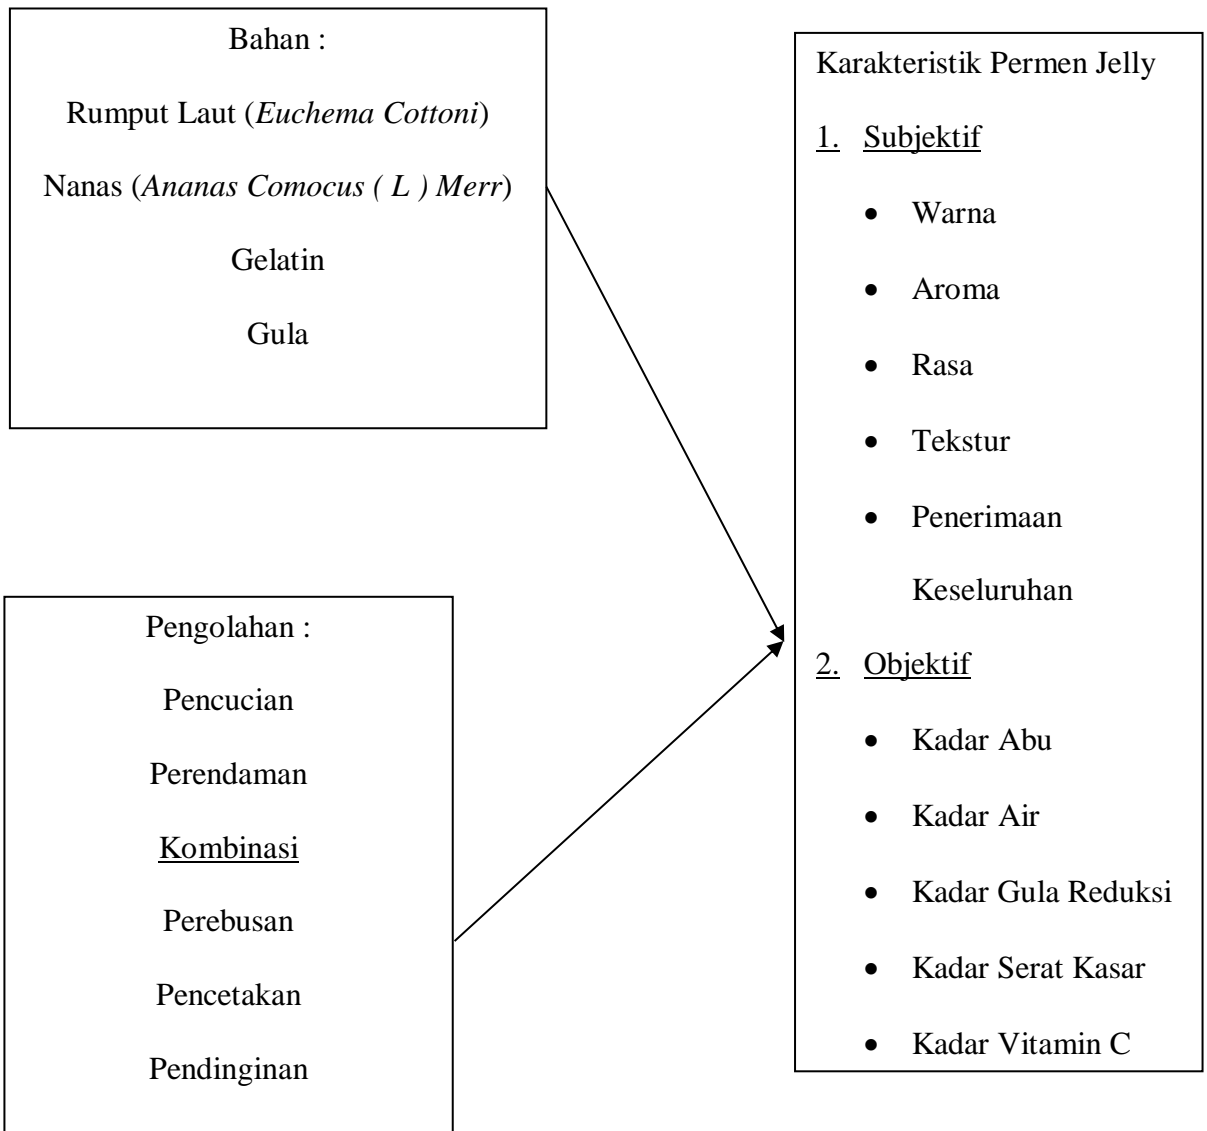 Bahan :
Rumput Laut (Euchema Cottoni)
Nanas (Ananas Comocus ( L ) Merr)
Gelatin
Gula
Pengolahan :
Pencucian
Perendaman
Kombinasi
Perebusan
Pencetakan
Pendinginan
Karakteristik Permen Jelly
1. Subjektif
• Warna
• Aroma
• Rasa
• Tekstur
• Penerimaan
Keseluruhan
2. Objektif
• Kadar Abu
• Kadar Air
• Kadar Gula Reduksi
• Kadar Serat Kasar
• Kadar Vitamin C